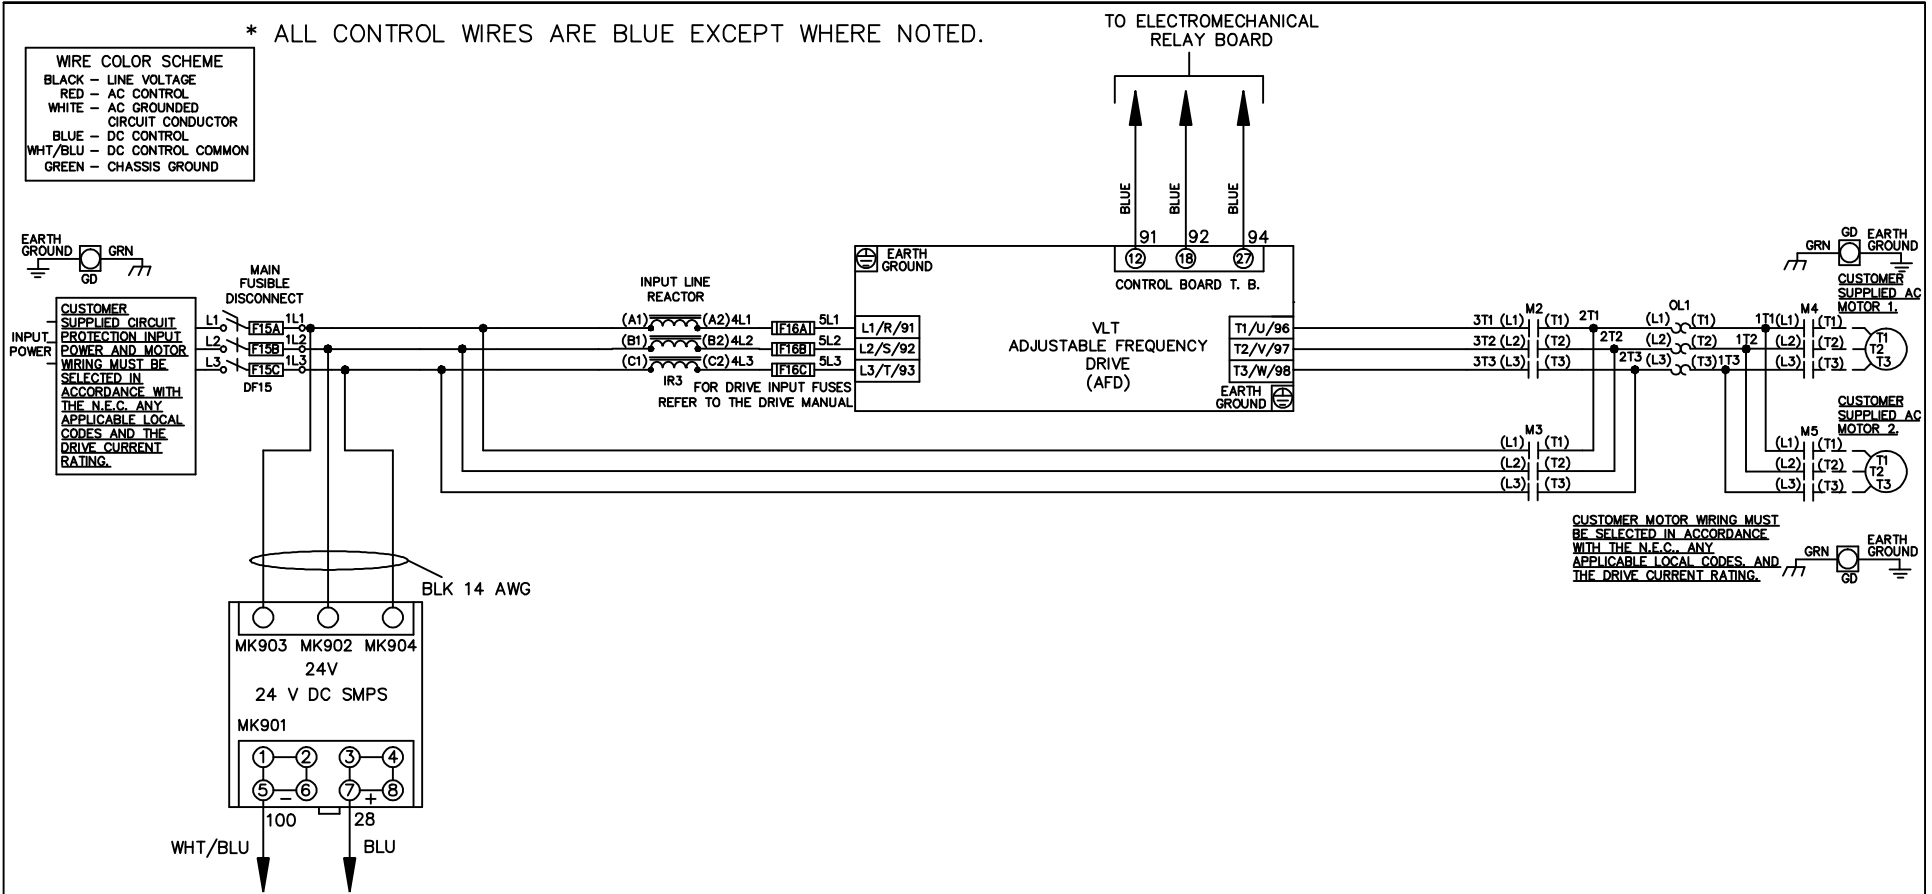 * ALL CONTROL WIRES ARE BLUE EXCEPT WHERE NOTED.
TO ELECTROMECHANICAL
RELAY BOARD
WIRE COLOR SCHEME
BLACK – LINE VOLTAGE
RED – AC CONTROL
WHITE – AC GROUNDED
CIRCUIT CONDUCTOR
BLUE – DC CONTROL
WHT/BLU – DC CONTROL COMMON
GREEN – CHASSIS GROUND
BLUE
BLUE
BLUE
91
92
94
12
18
27
CONTROL BOARD T. B.
EARTH
GROUND
GRN
GD
INPUT
POWER
CUSTOMER
SUPPLIED CIRCUIT
PROTECTION INPUT
POWER AND MOTOR
WIRING MUST BE
SELECTED IN
ACCORDANCE WITH
THE N.E.C. ANY
APPLICABLE LOCAL
CODES AND THE
DRIVE CURRENT
RATING.
MAIN
FUSIBLE
DISCONNECT
L1 F15A 1L1
L2 F15B 1L2
L3 F15C 1L3
DF15
INPUT LINE
REACTOR
(A1) (A2) 4L1 F16A 5L1
(B1) (B2) 4L2 F16B 5L2
(C1) (C2) 4L3 F16C 5L3
IR3
FOR DRIVE INPUT FUSES
REFER TO THE DRIVE MANUAL
EARTH
GROUND
L1/R/91
L2/S/92
L3/T/93
VLT
ADJUSTABLE FREQUENCY
DRIVE
(AFD)
T1/U/96
T2/V/97
T3/W/98
EARTH
GROUND
M2
3T1 (L1) (T1) 2T1
3T2 (L2) (T2) 2T2
3T3 (L3) (T3) 2T3
OL1
(L1) (T1) 1T1
(L2) (T2) 1T2
(L3) (T3) 1T3
M4
(L1) (T1)
(L2) (T2)
(L3) (T3)
T1
T2
T3
GRN
GD
EARTH
GROUND
CUSTOMER
SUPPLIED AC
MOTOR 1.
CUSTOMER
SUPPLIED AC
MOTOR 2.
M3
(L1) (T1)
(L2) (T2)
(L3) (T3)
M5
(L1) (T1)
(L2) (T2)
(L3) (T3)
T1
T2
T3
CUSTOMER MOTOR WIRING MUST
BE SELECTED IN ACCORDANCE
WITH THE N.E.C., ANY
APPLICABLE LOCAL CODES, AND
THE DRIVE CURRENT RATING.
GRN
GD
EARTH
GROUND
BLK 14 AWG
MK903 MK902 MK904
24V
24 V DC SMPS
MK901
1 2 3 4
5 6 7 8
– +
100
28
WHT/BLU
BLU